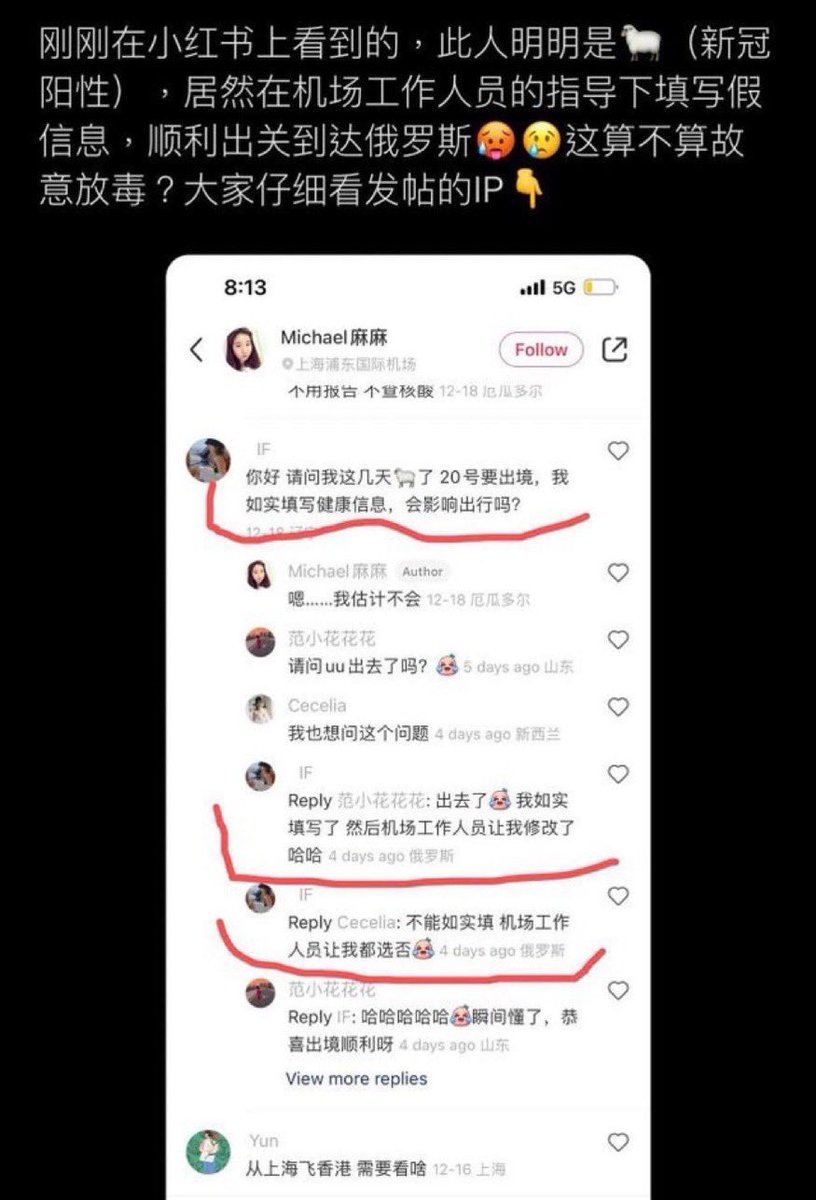 刚刚在小红书上看到的，此人明明是🐑（新冠
阳性），居然在机场工作人员的指导下填写假
信息，顺利出关到达俄罗斯🥵😢这算不算故
意放毒？大家仔细看发帖的IP👇
8:13
5G
Michael麻麻
上海浦东国际机场
Follow
不用报告 不查核酸 12-18 厄瓜多尔
IF
你好 请问我这几天🐑了 20号要出境，我
如实填写健康信息，会影响出行吗？
12-18 辽宁
Michael麻麻 Author
嗯......我估计不会 12-18 厄瓜多尔
范小花花花
请问uu出去了吗？ 5 days ago 山东
Cecelia
我也想问这个问题 4 days ago 新西兰
IF
Reply 范小花花花: 出去了 我如实
填写了 然后机场工作人员让我修改了
哈哈 4 days ago 俄罗斯
IF
Reply Cecelia: 不能如实填 机场工作
人员让我都选否 4 days ago 俄罗斯
范小花花花
Reply IF: 哈哈哈哈哈瞬间懂了，恭
喜出境顺利呀 4 days ago 山东
View more replies
Yun
从上海飞香港 需要看啥 12-16 上海